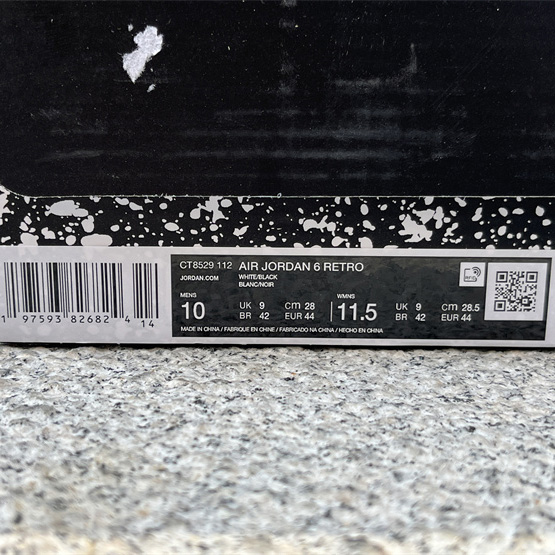 CT8529 112 AIR JORDAN 6 RETRO
JORDAN.COM WHITE/BLACK
BLANC/NOIR
RFID
MENS WMNS
10 UK 9 cm 28 11.5 UK 9 cm 28.5
BR 42 EUR 44 BR 42 EUR 44
MADE IN CHINA / FABRIQUE EN CHINE / FABRICADO NA CHINA / HECHO EN CHINA
1 97593 82682 4 14